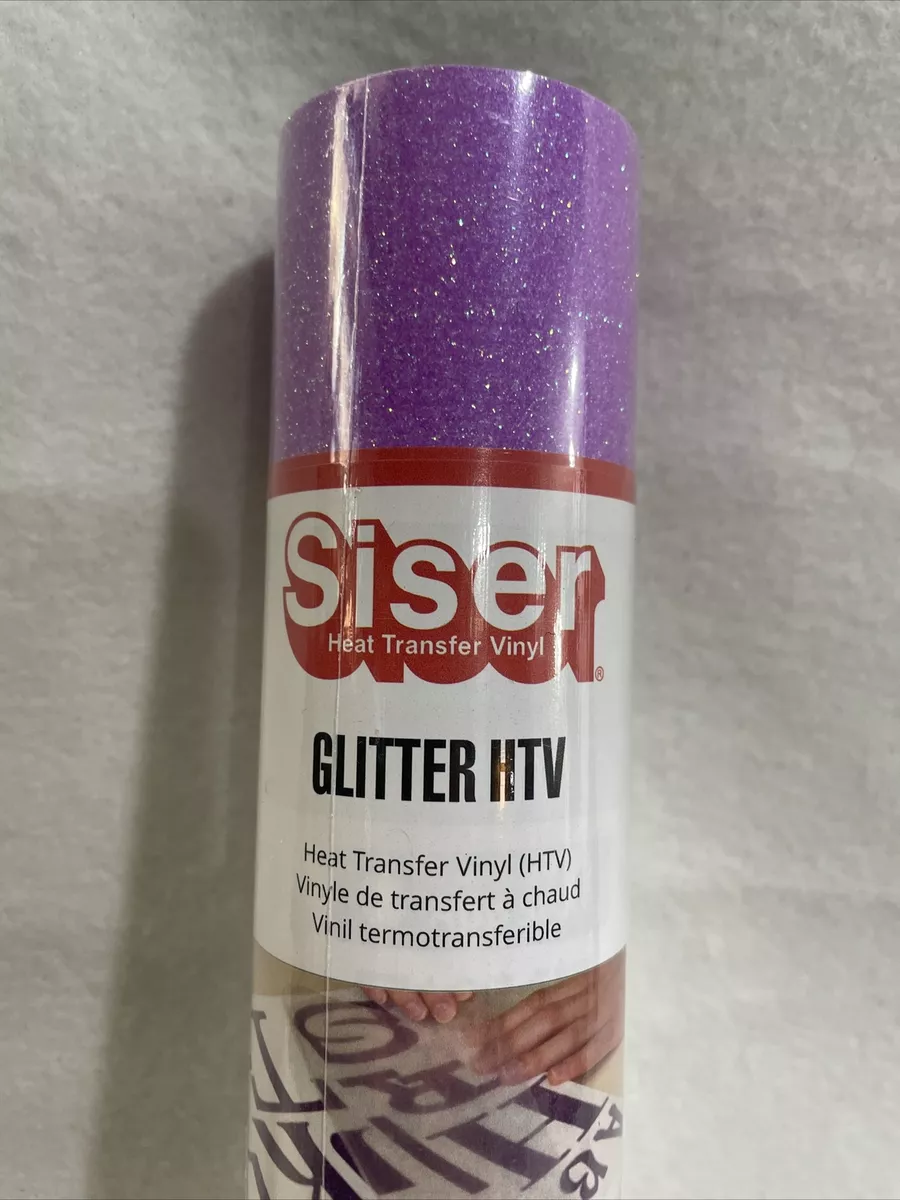 Siser
Heat Transfer Vinyl
®
GLITTER HTV
Heat Transfer Vinyl (HTV)
Vinyle de transfert à chaud
Vinil termotransferible
A
B